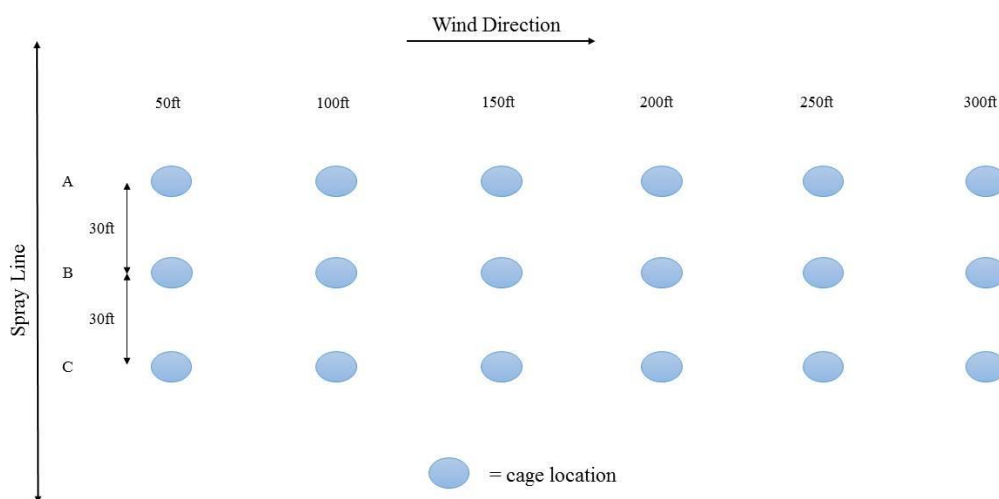 Wind Direction
50ft 100ft 150ft 200ft 250ft 300ft
A
30ft
B
30ft
C
Spray Line
= cage location